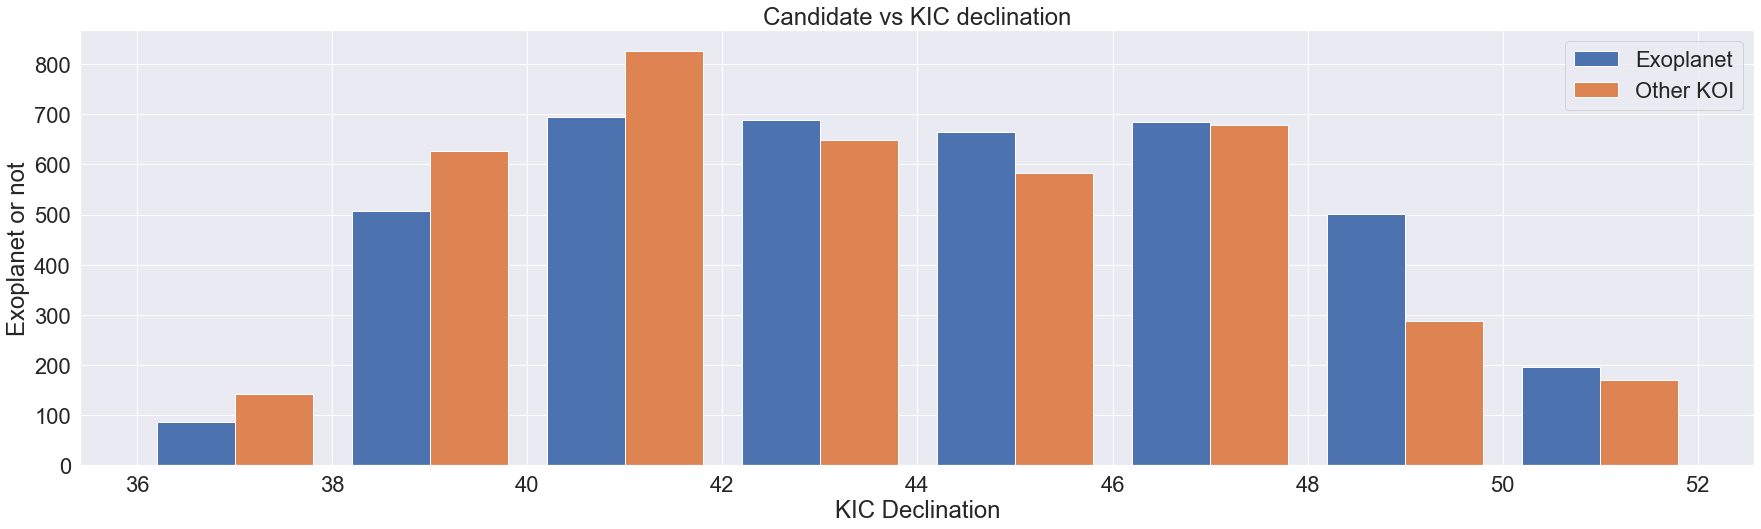 Candidate vs KIC declination
Exoplanet
Other KOI
Exoplanet or not
800
700
600
500
400
300
200
100
0
36 38 40 42 44 46 48 50 52
KIC Declination